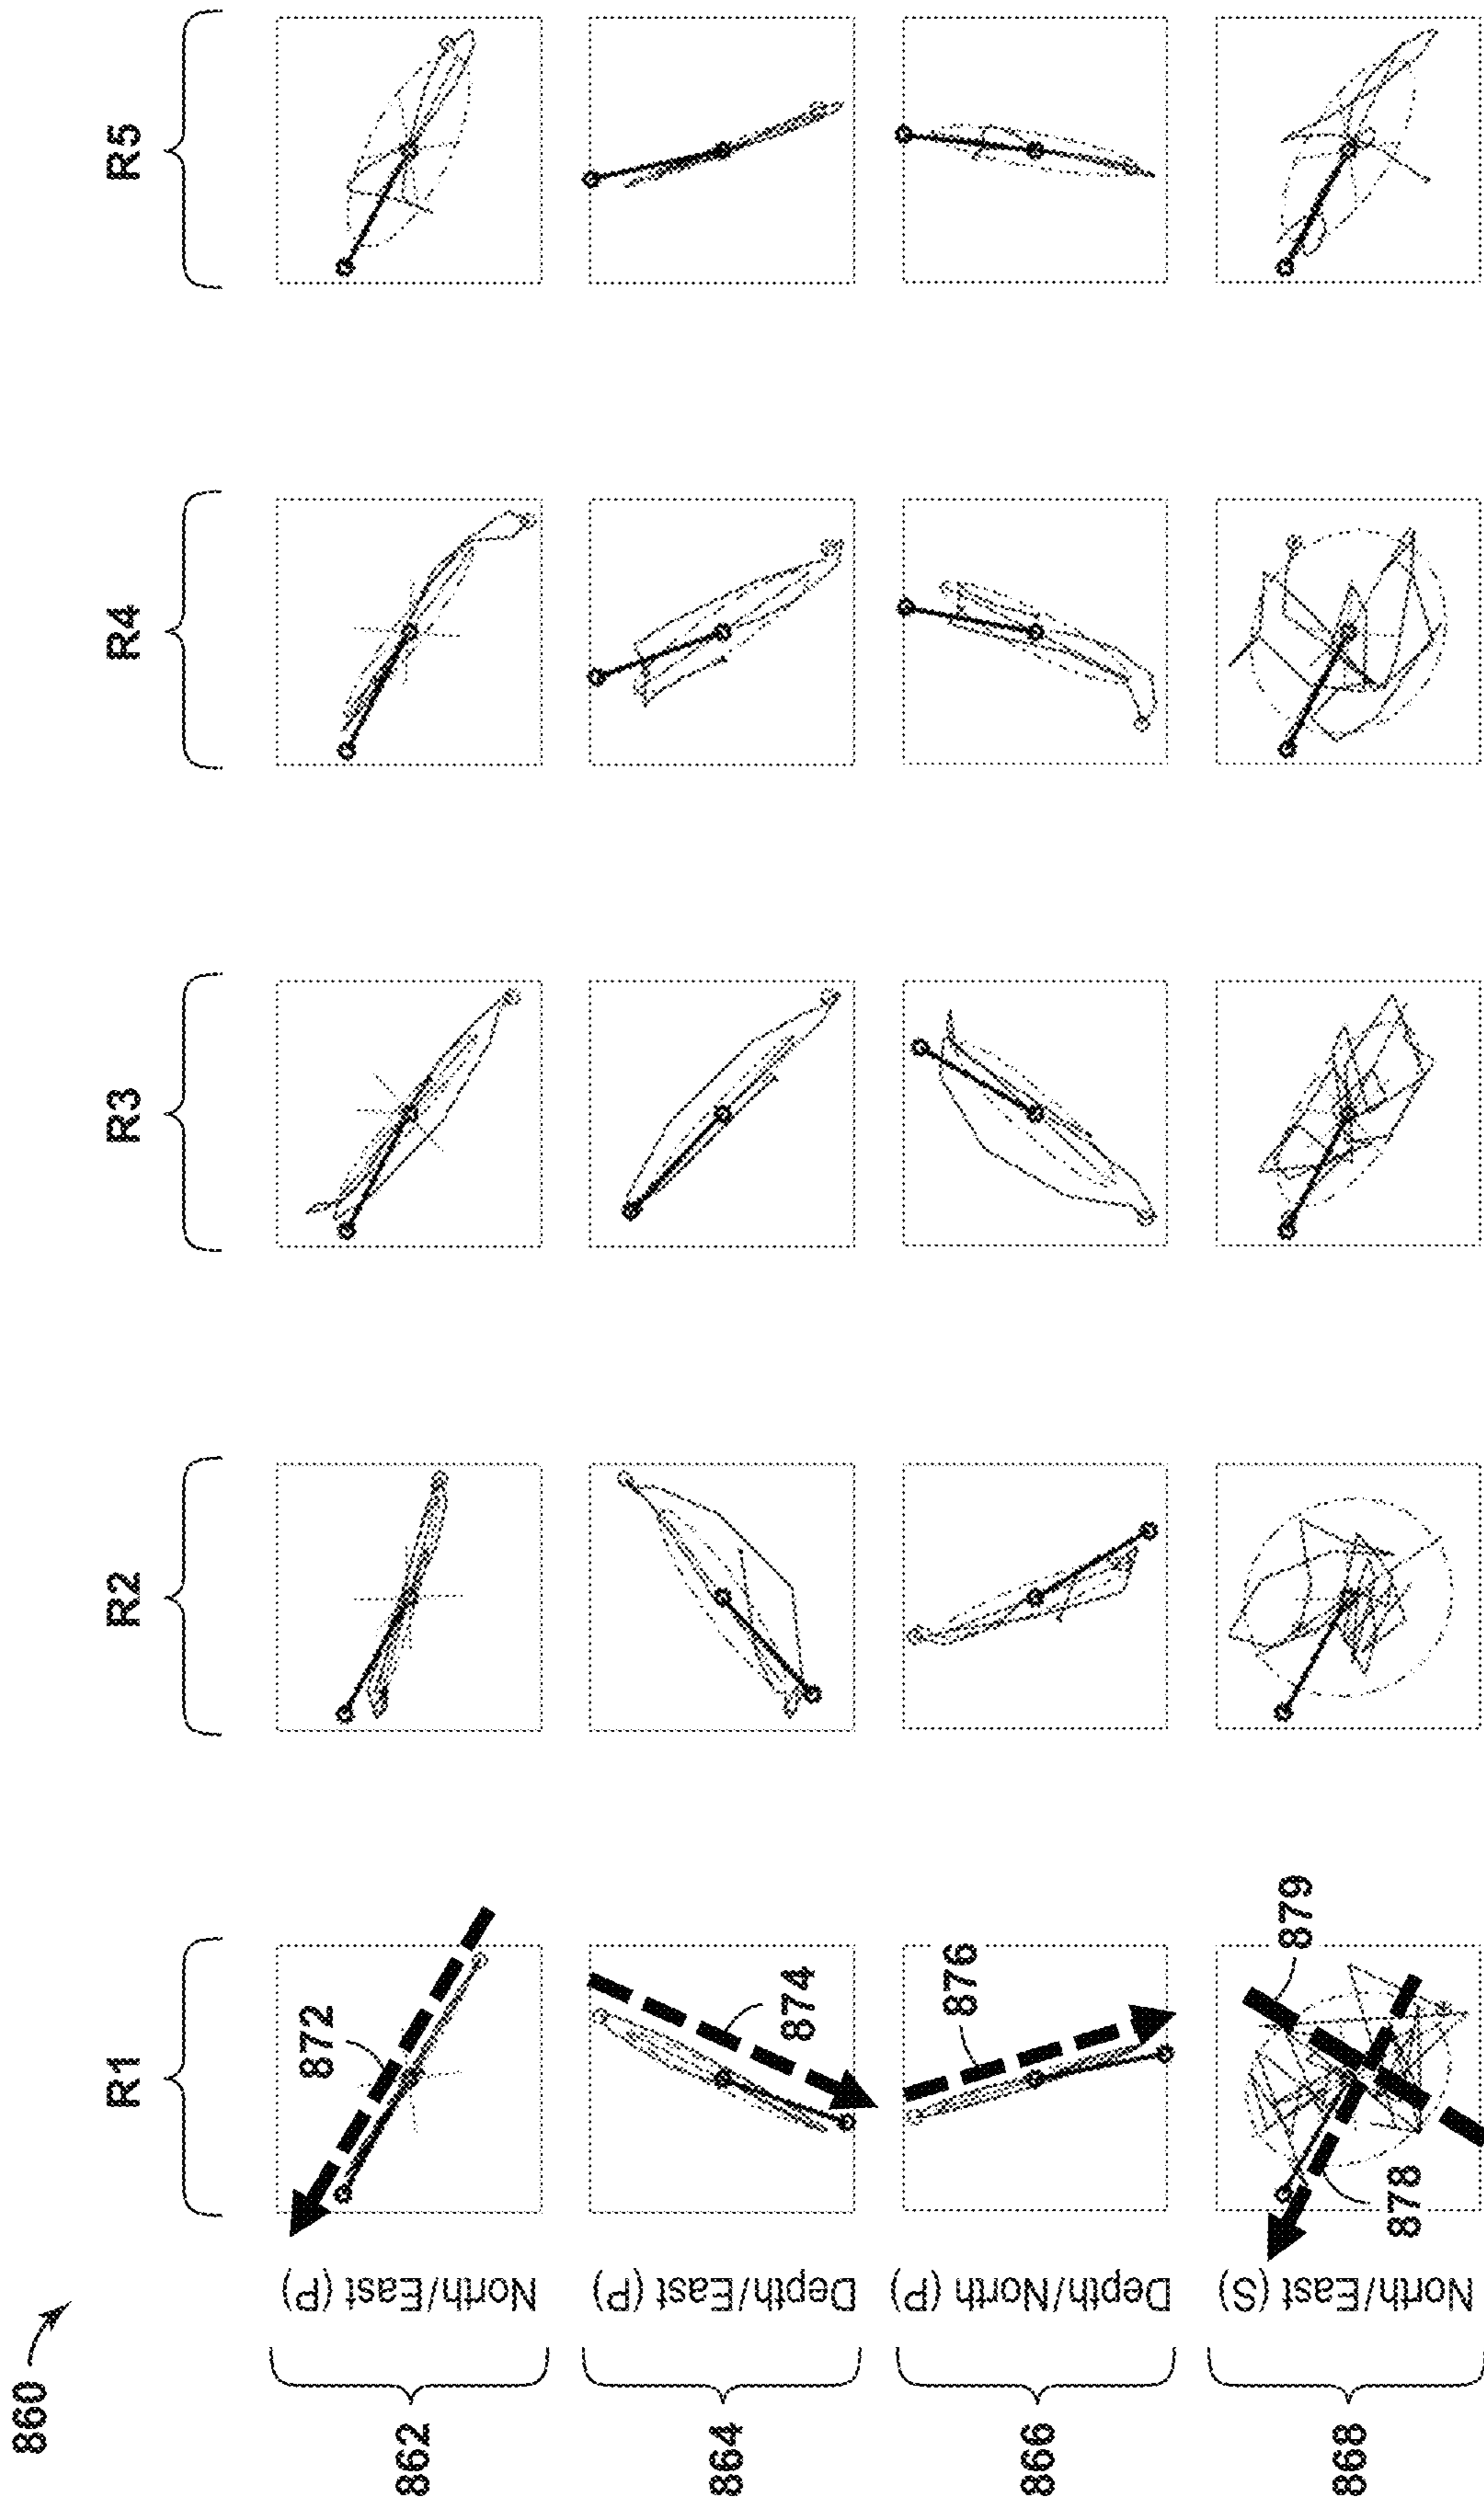 860
R1
R2
R3
R4
R5
862
North/East (P)
872
864
Depth/East (P)
874
866
Depth/North (P)
876
868
North/East (S)
878
879